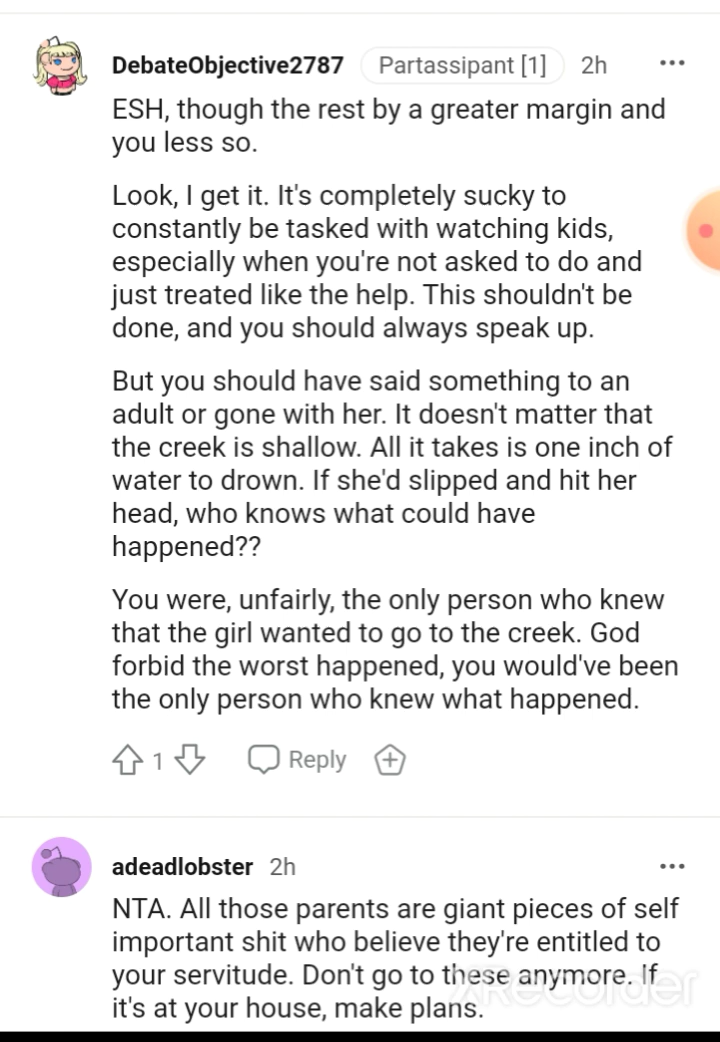 DebateObjective2787 Partassipant [1] 2h
ESH, though the rest by a greater margin and
you less so.
Look, I get it. It's completely sucky to
constantly be tasked with watching kids,
especially when you're not asked to do and
just treated like the help. This shouldn't be
done, and you should always speak up.
But you should have said something to an
adult or gone with her. It doesn't matter that
the creek is shallow. All it takes is one inch of
water to drown. If she'd slipped and hit her
head, who knows what could have
happened??
You were, unfairly, the only person who knew
that the girl wanted to go to the creek. God
forbid the worst happened, you would've been
the only person who knew what happened.
1 Reply
adeadlobster 2h
NTA. All those parents are giant pieces of self
important shit who believe they're entitled to
your servitude. Don't go to these anymore. If
it's at your house, make plans.
XRecorder